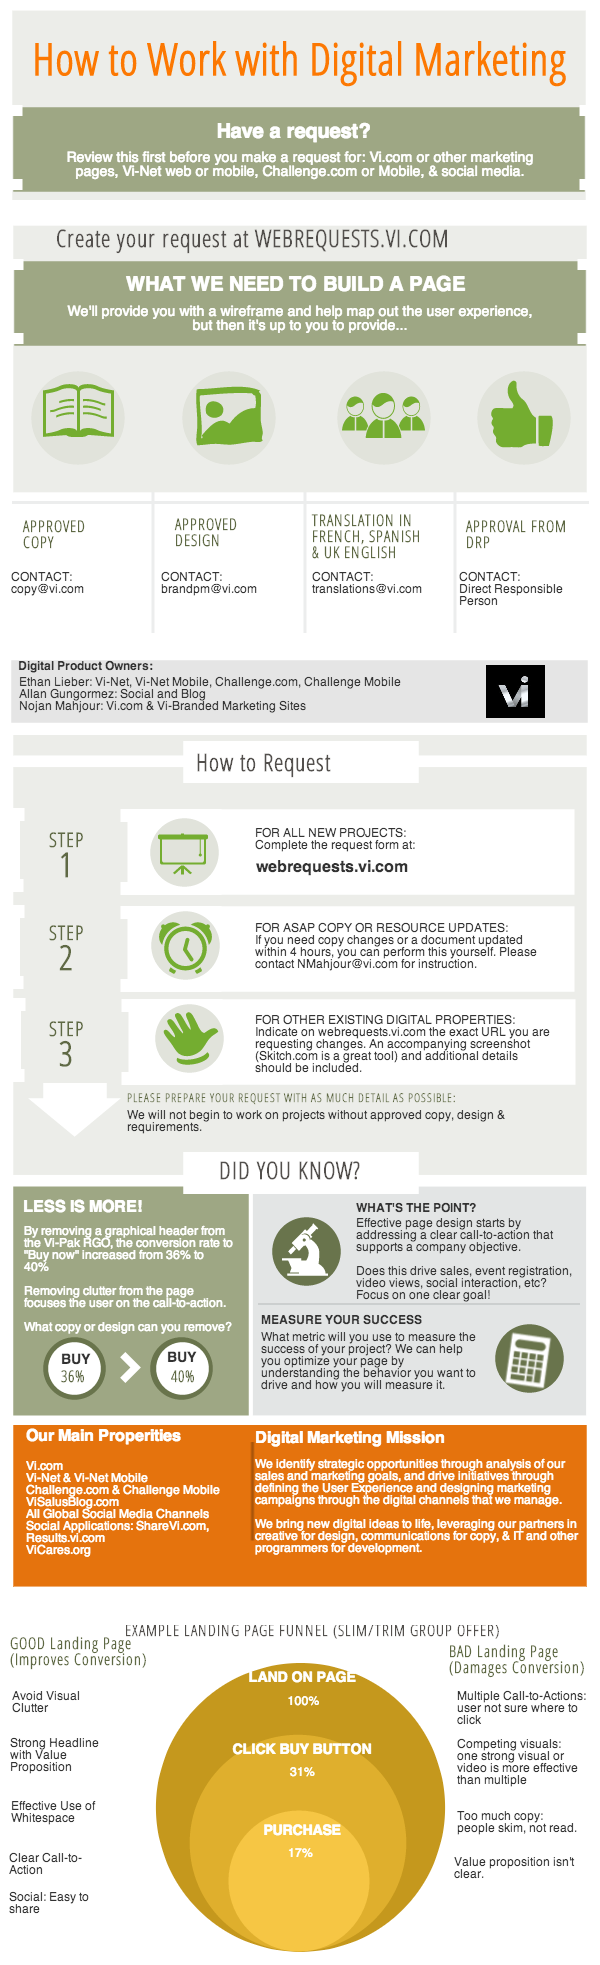 How to Work with Digital Marketing
Have a request?
Review this first before you make a request for: Vi.com or other marketing
pages, Vi-Net web or mobile, Challenge.com or Mobile, & social media.
Create your request at WEBREQUESTS.VI.COM
WHAT WE NEED TO BUILD A PAGE
We'll provide you with a wireframe and help map out the user experience,
but then it's up to you to provide...
APPROVED
COPY
CONTACT:
copy@vi.com
APPROVED
DESIGN
CONTACT:
brandpm@vi.com
TRANSLATION IN
FRENCH, SPANISH
& UK ENGLISH
CONTACT:
translations@vi.com
APPROVAL FROM
DRP
CONTACT:
Direct Responsible
Person
Digital Product Owners:
Ethan Lieber: Vi-Net, Vi-Net Mobile, Challenge.com, Challenge Mobile
Allan Gungormez: Social and Blog
Nojan Mahjour: Vi.com & Vi-Branded Marketing Sites
vi
How to Request
STEP
1
FOR ALL NEW PROJECTS:
Complete the request form at:
webrequests.vi.com
STEP
2
FOR ASAP COPY OR RESOURCE UPDATES:
If you need copy changes or a document updated
within 4 hours, you can perform this yourself. Please
contact NMahjour@vi.com for instruction.
STEP
3
FOR OTHER EXISTING DIGITAL PROPERTIES:
Indicate on webrequests.vi.com the exact URL you are
requesting changes. An accompanying screenshot
(Skitch.com is a great tool) and additional details
should be included.
PLEASE PREPARE YOUR REQUEST WITH AS MUCH DETAIL AS POSSIBLE:
We will not begin to work on projects without approved copy, design &
requirements.
DID YOU KNOW?
LESS IS MORE!
By removing a graphical header from
the Vi-Pak RGO, the conversion rate to
"Buy now" increased from 36% to
40%
Removing clutter from the page
focuses the user on the call-to-action.
What copy or design can you remove?
BUY
36%
BUY
40%
WHAT'S THE POINT?
Effective page design starts by
addressing a clear call-to-action that
supports a company objective.
Does this drive sales, event registration,
video views, social interaction, etc?
Focus on one clear goal!
MEASURE YOUR SUCCESS
What metric will you use to measure the
success of your project? We can help
you optimize your page by
understanding the behavior you want to
drive and how you will measure it.
Our Main Properities
Vi.com
Vi-Net & Vi-Net Mobile
Challenge.com & Challenge Mobile
ViSalusBlog.com
All Global Social Media Channels
Social Applications: ShareVi.com,
Results.vi.com
ViCares.org
Digital Marketing Mission
We identify strategic opportunities through analysis of our
sales and marketing goals, and drive initiatives through
defining the User Experience and designing marketing
campaigns through the digital channels that we manage.
We bring new digital ideas to life, leveraging our partners in
creative for design, communications for copy, & IT and other
programmers for development.
EXAMPLE LANDING PAGE FUNNEL (SLIM/TRIM GROUP OFFER)
GOOD Landing Page
(Improves Conversion)
Avoid Visual
Clutter
Strong Headline
with Value
Proposition
Effective Use of
Whitespace
Clear Call-to-
Action
Social: Easy to
share
LAND ON PAGE
100%
CLICK BUY BUTTON
31%
PURCHASE
17%
BAD Landing Page
(Damages Conversion)
Multiple Call-to-Actions:
user not sure where to
click
Competing visuals:
one strong visual or
video is more effective
than multiple
Too much copy:
people skim, not read.
Value proposition isn't
clear.